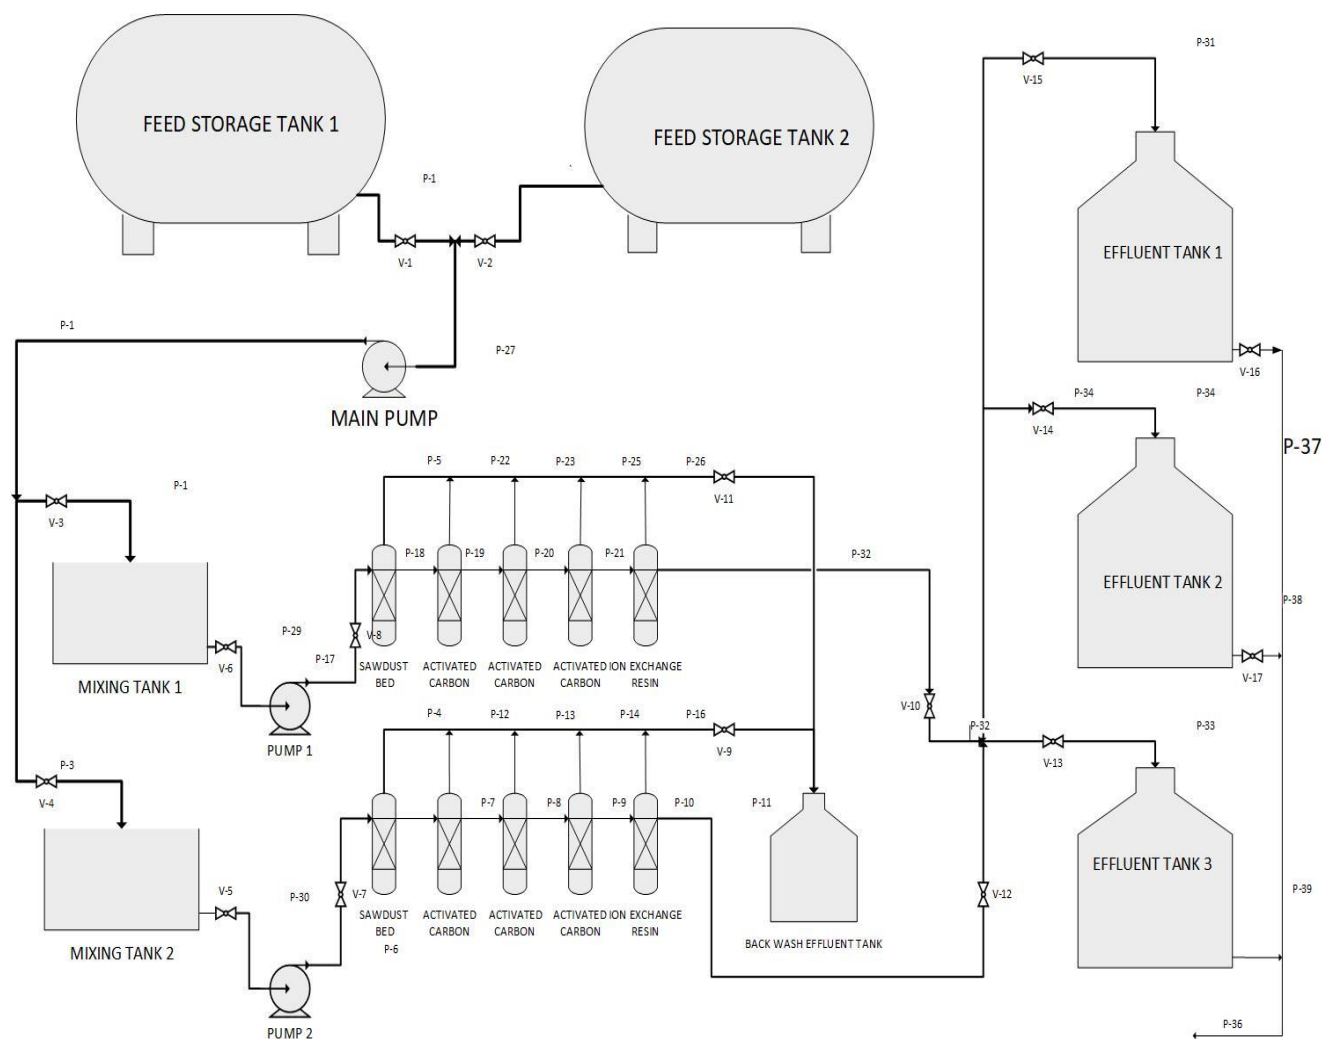 P-31
V-15
FEED STORAGE TANK 1
FEED STORAGE TANK 2
P-1
V-1
V-2
EFFLUENT TANK 1
P-1
P-27
V-16
MAIN PUMP
P-34
P-34
V-14
P-37
P-5
P-22
P-23
P-25
P-26
V-11
P-1
V-3
P-18
P-19
P-20
P-21
P-32
EFFLUENT TANK 2
P-38
P-29
V-8
V-6
P-17
V-17
MIXING TANK 1
SAWDUST BED
ACTIVATED CARBON
ACTIVATED CARBON
ACTIVATED CARBON
ION EXCHANGE RESIN
V-10
P-4
P-12
P-13
P-14
P-16
P-32
P-33
PUMP 1
V-9
V-13
P-3
V-4
P-7
P-8
P-9
P-10
P-11
EFFLUENT TANK 3
V-5
P-30
V-7
V-12
P-39
SAWDUST BED
ACTIVATED CARBON
ACTIVATED CARBON
ACTIVATED CARBON
ION EXCHANGE RESIN
P-6
MIXING TANK 2
BACK WASH EFFLUENT TANK
PUMP 2
P-36